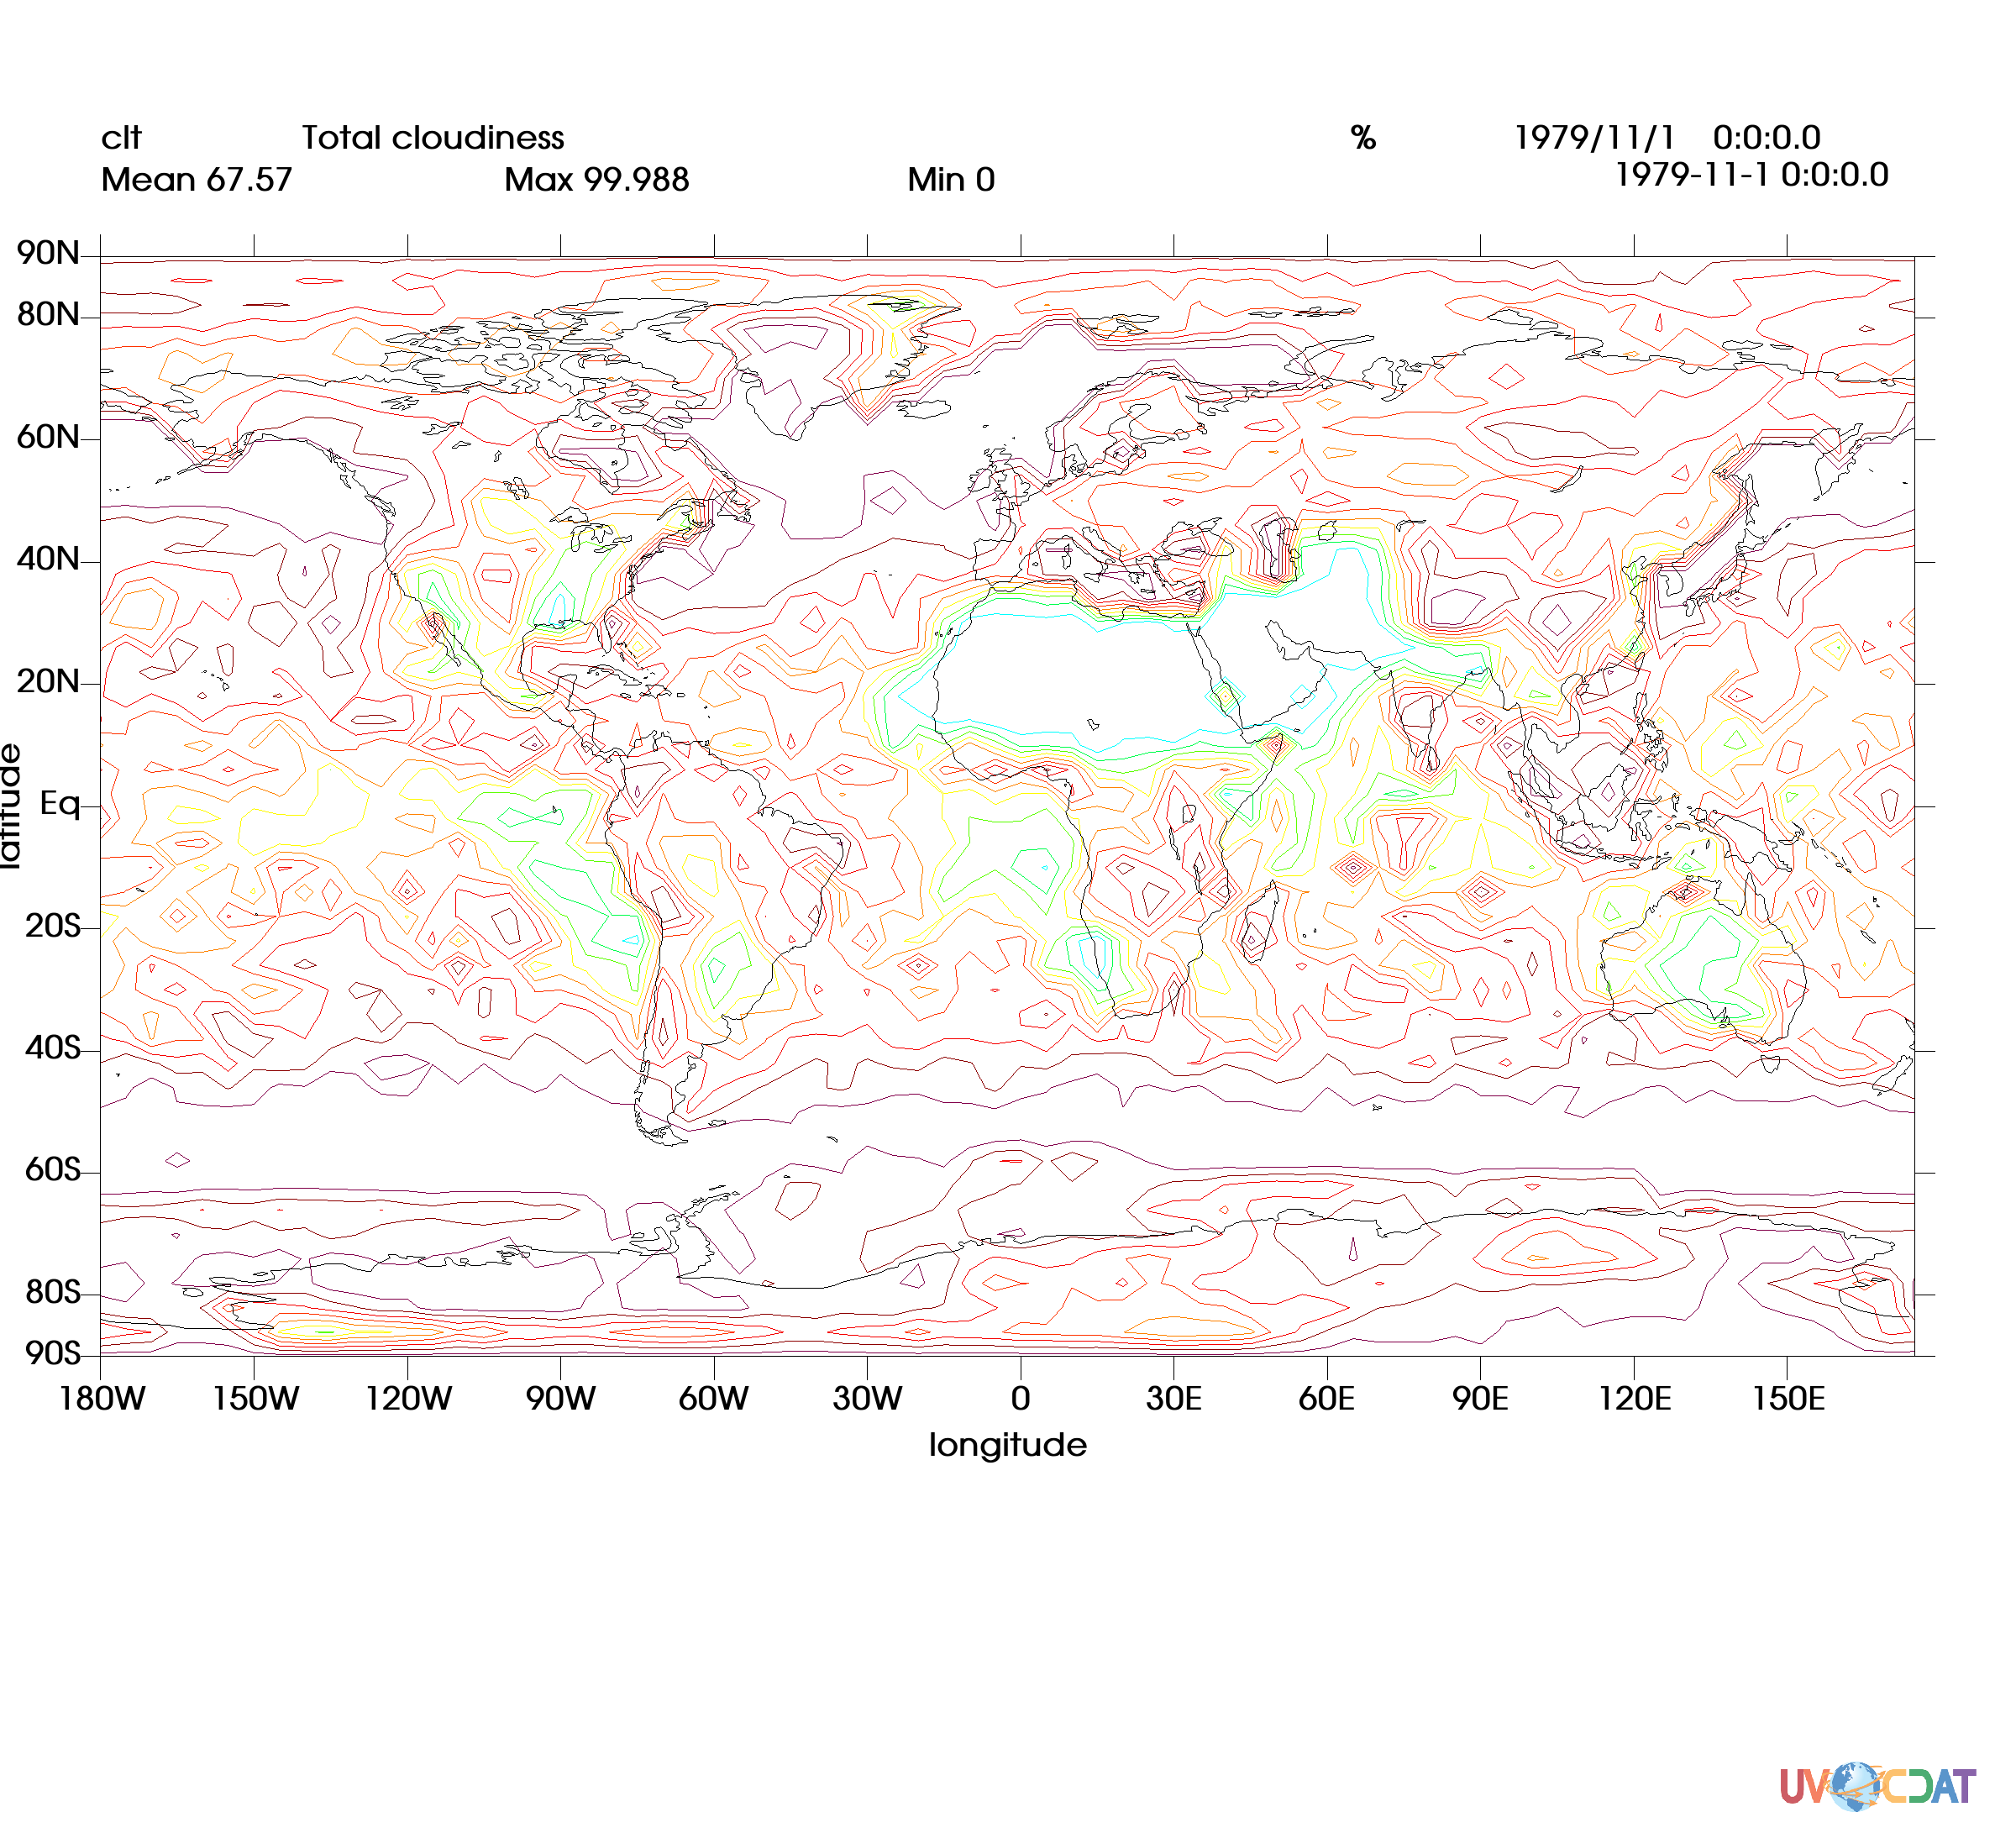 clt Total cloudiness % 1979/11/1 0:0:0.0
Mean 67.57 Max 99.988 Min 0 1979-11-1 0:0:0.0
90N
80N
60N
40N
20N
Eq
20S
40S
60S
80S
90S
latitude
180W 150W 120W 90W 60W 30W 0 30E 60E 90E 120E 150E
longitude
UV CDAT